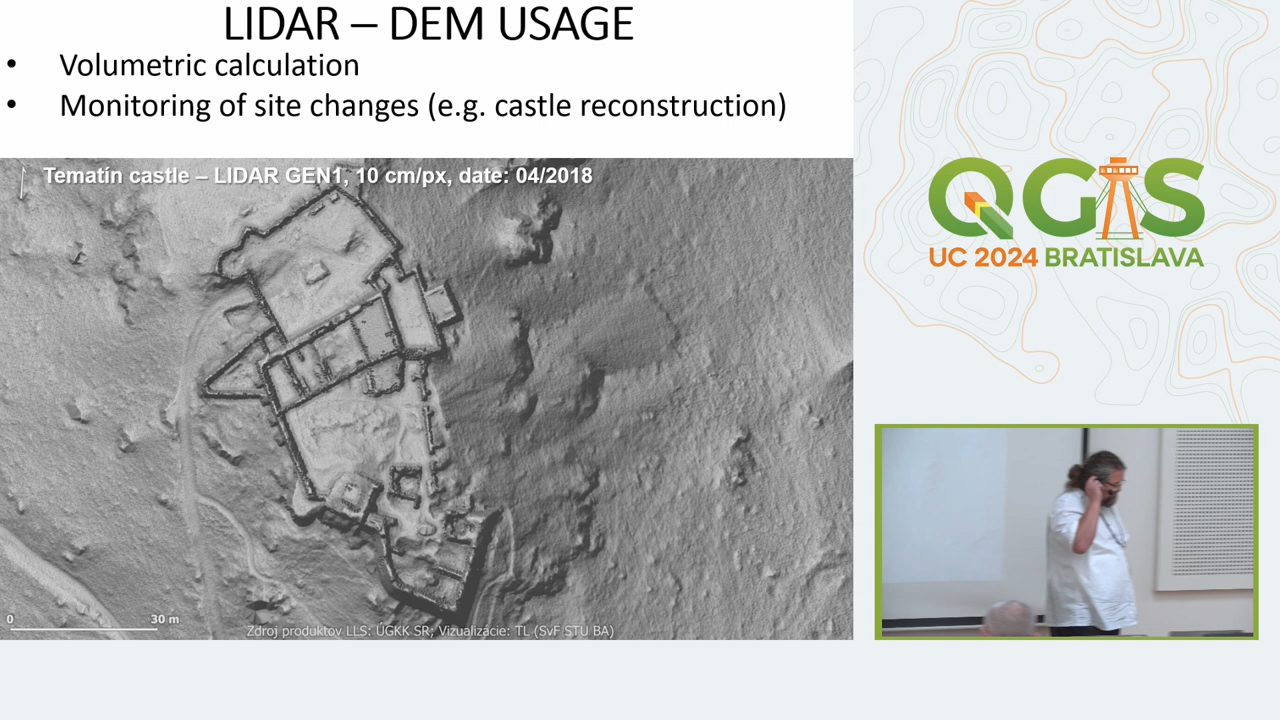 LIDAR – DEM USAGE
• Volumetric calculation
• Monitoring of site changes (e.g. castle reconstruction)
Tematín castle – LIDAR GEN1, 10 cm/px, date: 04/2018
0 30 m
Zdroj produktov LLS: ÚGKK SR; Vizualizácie: TL (SvF STU BA)
QGIS
UC 2024 BRATISLAVA